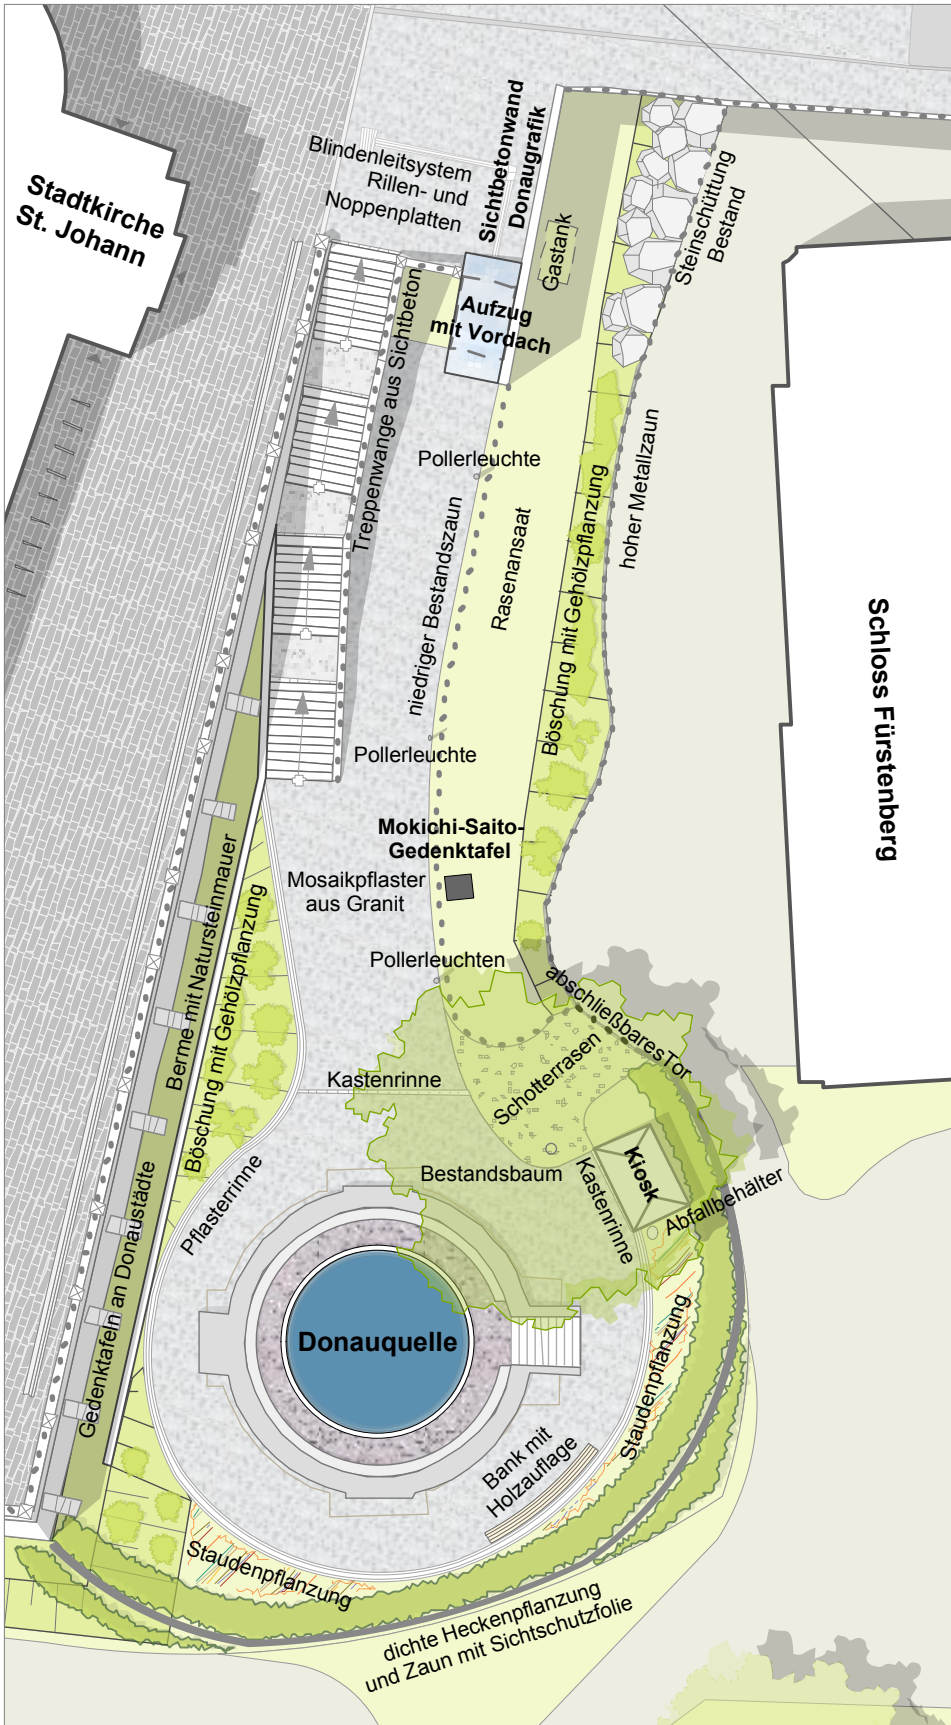 Stadtkirche
St. Johann
Blindenleitsystem
Rillen- und
Noppenplatten
Sichtbetonwand
Donaugrafik
Gastank
Steinschüttung
Bestand
Aufzug
mit Vordach
Treppenwange aus Sichtbeton
Pollerleuchte
niedriger Bestandszaun
Rasenansaat
Böschung mit Gehölzpflanzung
hoher Metallzaun
Schloss Fürstenberg
Pollerleuchte
Mokichi-Saito-
Gedenktafel
Mosaikpflaster
aus Granit
Pollerleuchten
Berme mit Natursteinmauer
Böschung mit Gehölzpflanzung
abschließbares Tor
Schotterrasen
Kastenrinne
Bestandsbaum
Kiosk
Kastenrinne
Abfallbehälter
Pflasterrinne
Gedenktafeln an Donaustädte
Donauquelle
Staudenpflanzung
Bank mit
Holzauflage
Staudenpflanzung
dichte Heckenpflanzung
und Zaun mit Sichtschutzfolie